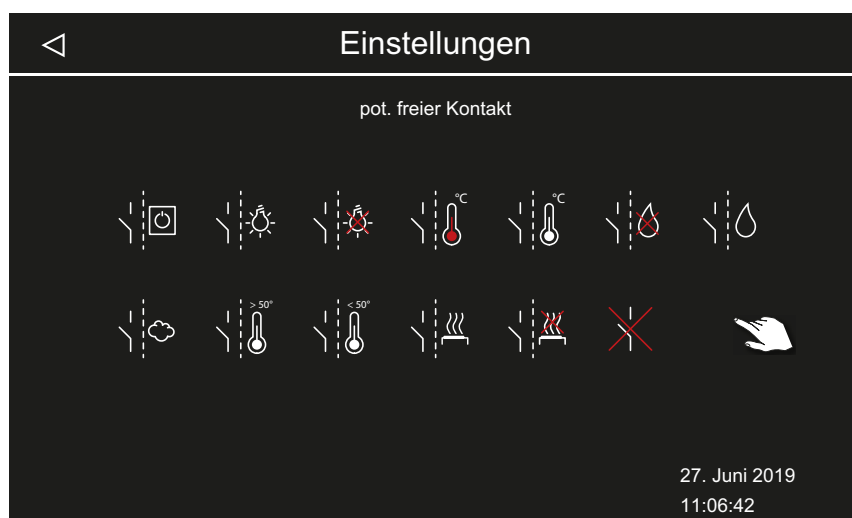 Einstellungen
pot. freier Kontakt
°C °C
> 50° < 50°
27. Juni 2019
11:06:42